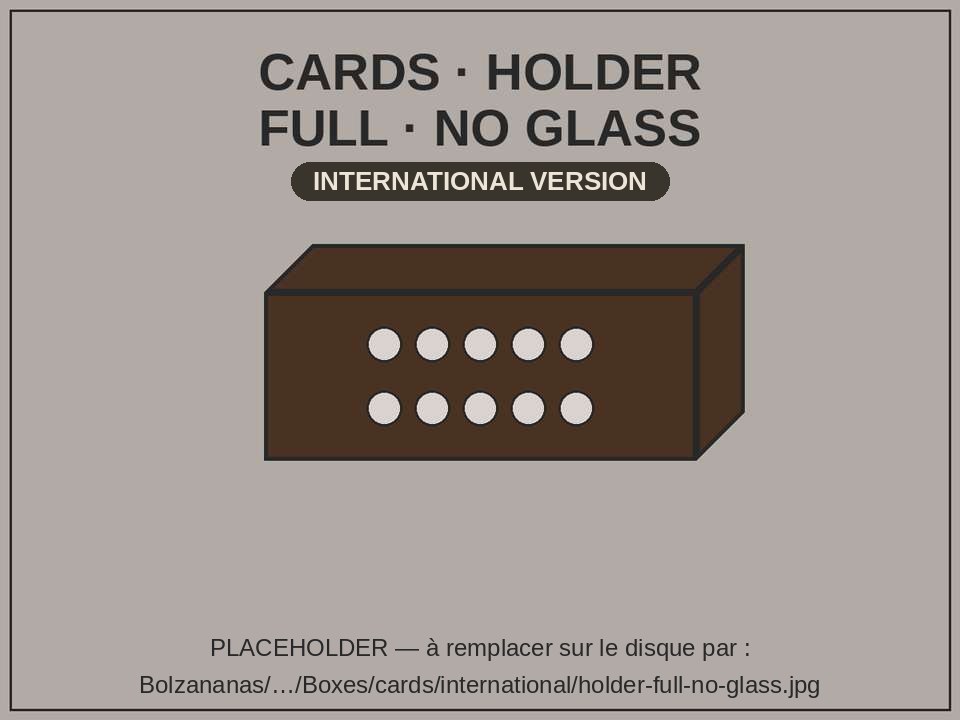 CARDS · HOLDER
FULL · NO GLASS
INTERNATIONAL VERSION
PLACEHOLDER — à remplacer sur le disque par :
Bolzananas/…/Boxes/cards/international/holder-full-no-glass.jpg